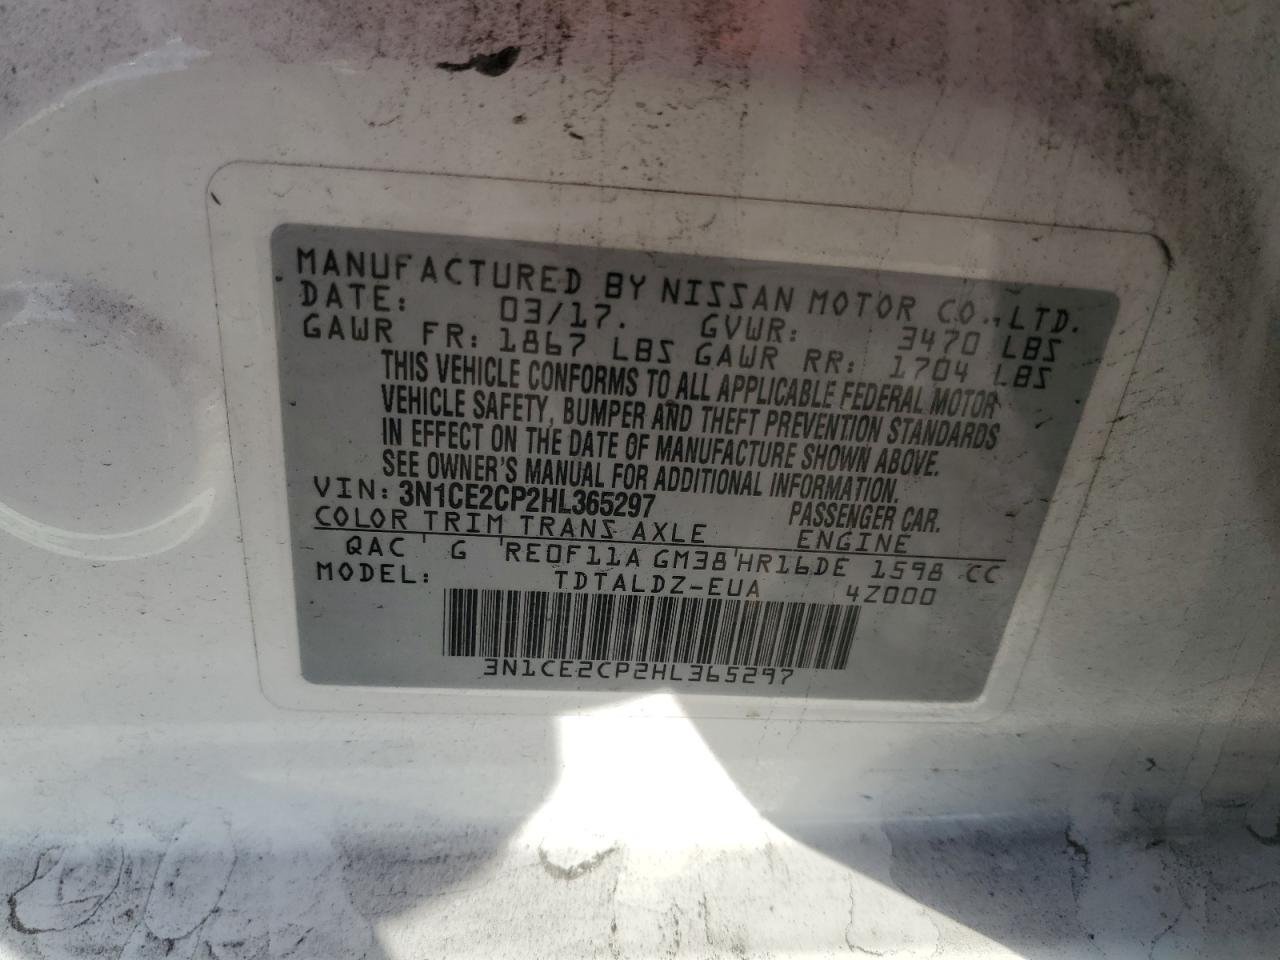 MANUFACTURED BY NISSAN MOTOR CO., LTD.
DATE: 03/17. GVWR: 3470 LBS
GAWR FR: 1867 LBS GAWR RR: 1704 LBS
THIS VEHICLE CONFORMS TO ALL APPLICABLE FEDERAL MOTOR
VEHICLE SAFETY, BUMPER AND THEFT PREVENTION STANDARDS
IN EFFECT ON THE DATE OF MANUFACTURE SHOWN ABOVE.
SEE OWNER'S MANUAL FOR ADDITIONAL INFORMATION.
VIN: 3N1CE2CP2HL365297 PASSENGER CAR.
COLOR TRIM TRANS AXLE ENGINE
QAC G RE0F11A GM38 HR16DE 1598 CC
MODEL: TDTALDZ-EUA 4Z000
3N1CE2CP2HL365297